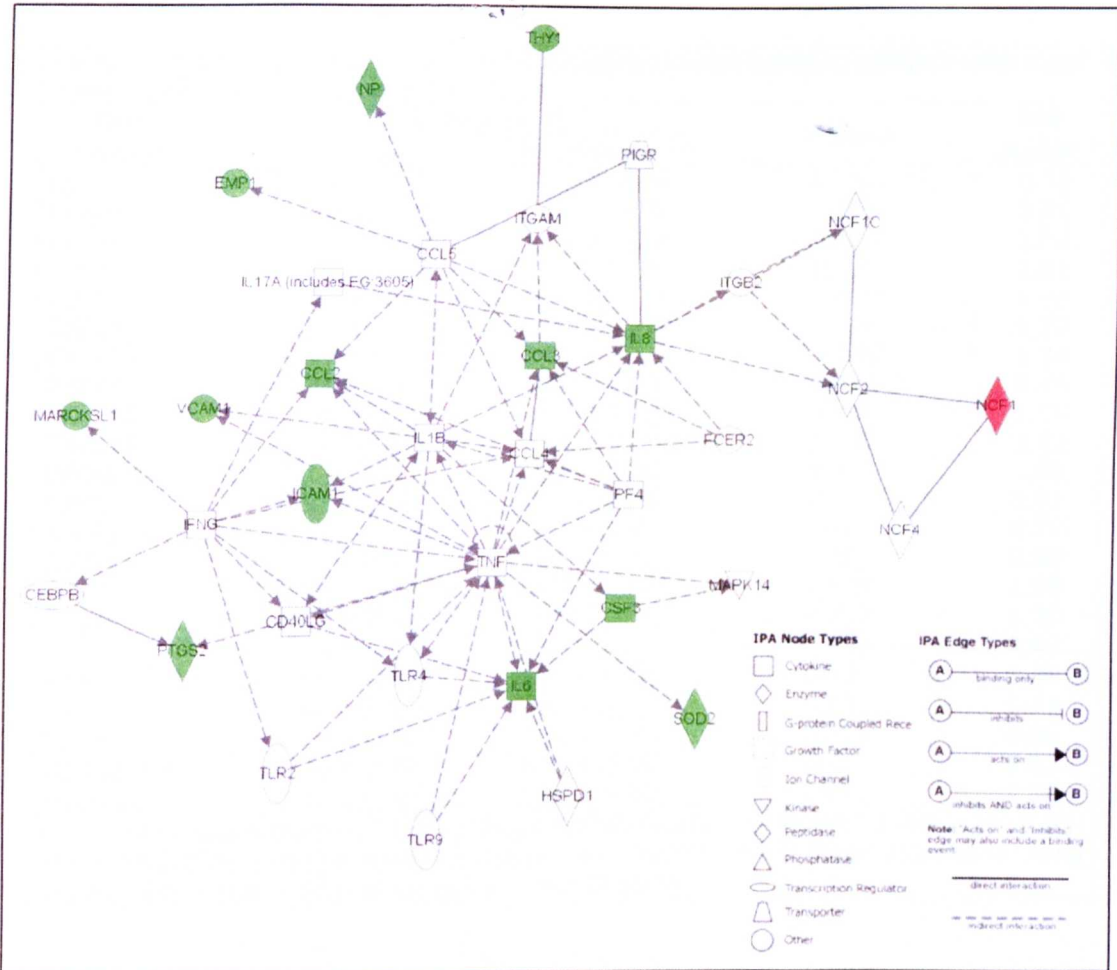 THY1
NP
PIGR
EMP1
ITGAM
NCF1C
CCL5
IL17A (includes EG:3605)
ITGB2
IL8
CCL3
CCL2
NCF2
NCF1
MARCKSL1
VCAM1
IL1B
FCER2
CCL4
ICAM1
PF4
IFNG
NCF4
TNF
MAPK14
CEBPB
CSF3
CD40LG
PTGS2
TLR4
IL6
SOD2
TLR2
HSPD1
TLR9
IPA Node Types
Cytokine
Enzyme
G-protein Coupled Rece
Growth Factor
Ion Channel
Kinase
Peptidase
Phosphatase
Transcription Regulator
Transporter
Other
IPA Edge Types
A B
binding only
A B
inhibits
A B
acts on
A B
inhibits AND acts on
Note: "Acts on" and "Inhibits"
edge may also include a binding
event.
direct interaction
indirect interaction